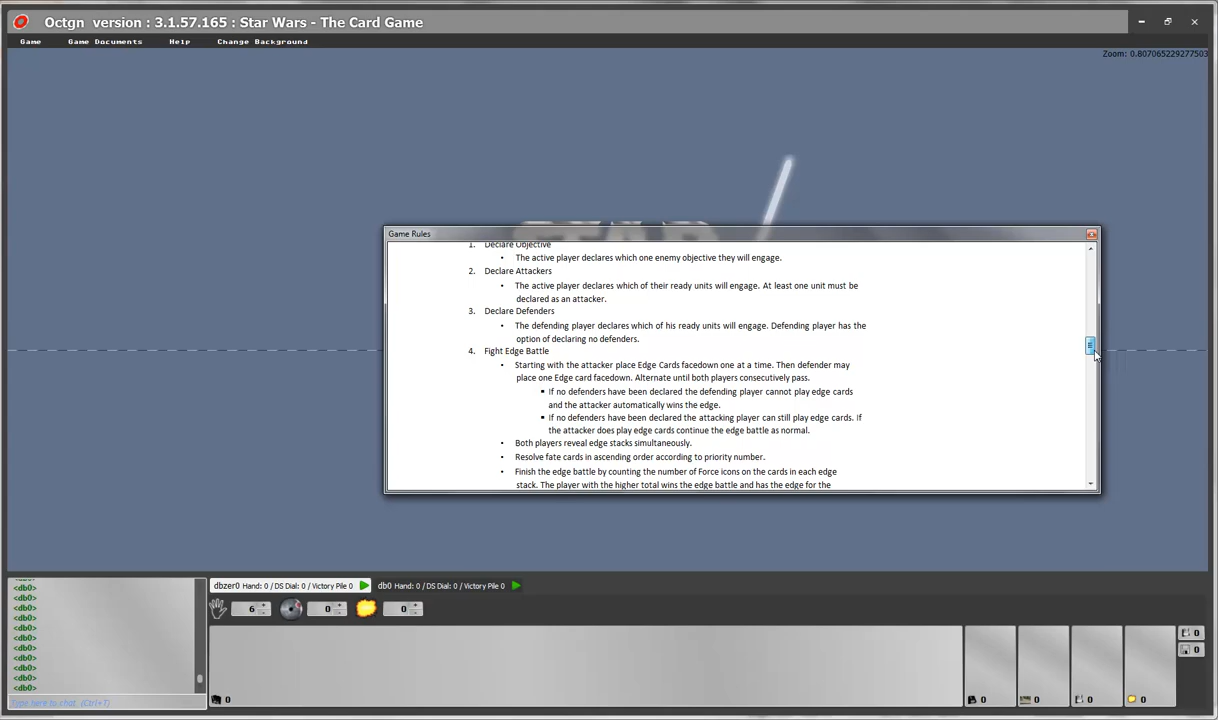 Octgn version : 3.1.57.165 : Star Wars - The Card Game
Game Game Documents Help Change Background
Zoom: 0.807065229277503
Game Rules
1. Declare Objective
• The active player declares which one enemy objective they will engage.
2. Declare Attackers
• The active player declares which of their ready units will engage. At least one unit must be
declared as an attacker.
3. Declare Defenders
• The defending player declares which of his ready units will engage. Defending player has the
option of declaring no defenders.
4. Fight Edge Battle
• Starting with the attacker place Edge Cards facedown one at a time. Then defender may
place one Edge card facedown. Alternate until both players consecutively pass.
▪ If no defenders have been declared the defending player cannot play edge cards
and the attacker automatically wins the edge.
▪ If no defenders have been declared the attacking player can still play edge cards. If
the attacker does play edge cards continue the edge battle as normal.
• Both players reveal edge stacks simultaneously.
• Resolve fate cards in ascending order according to priority number.
• Finish the edge battle by counting the number of Force icons on the cards in each edge
stack. The player with the higher total wins the edge battle and has the edge for the
<db0>
<db0>
<db0>
<db0>
<db0>
<db0>
<db0>
<db0>
<db0>
<db0>
<db0>
Type here to chat (Ctrl+T)
dbzer0 Hand: 0 / DS Dial: 0 / Victory Pile 0 db0 Hand: 0 / DS Dial: 0 / Victory Pile 0
6 0 0
0 0 0 0 0
0
0